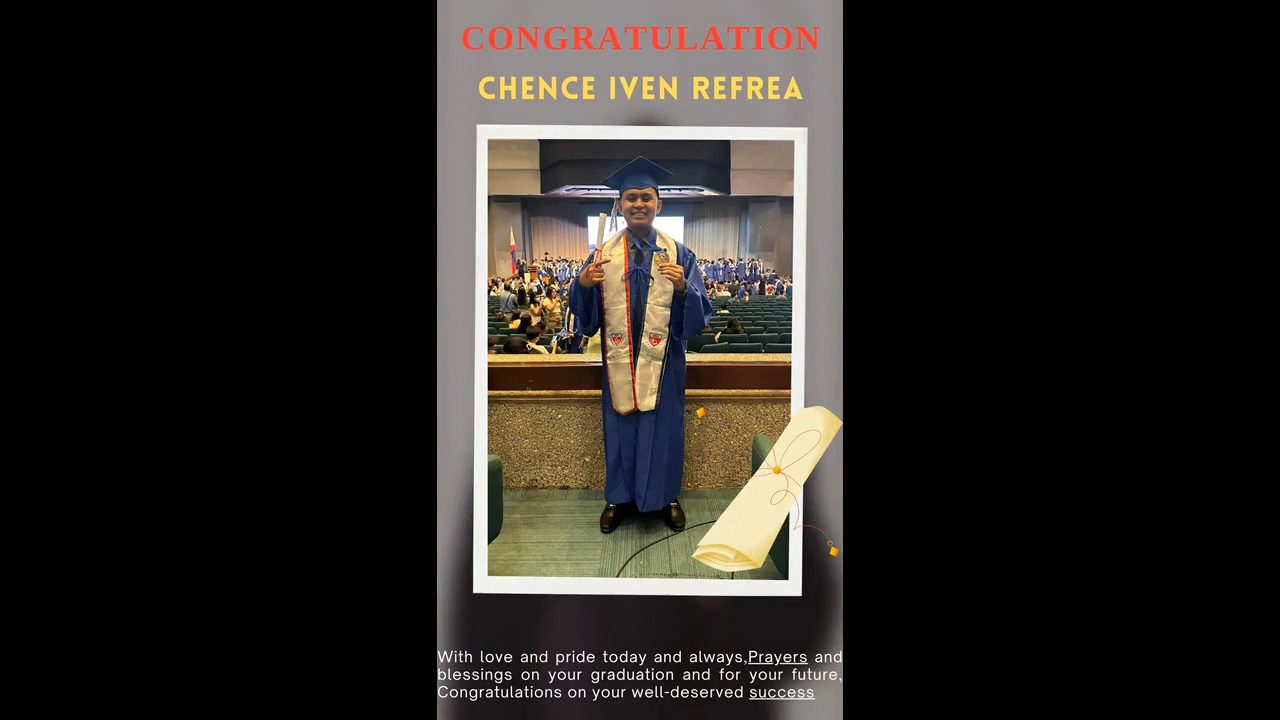 CONGRATULATION
CHENCE IVEN REFREA
With love and pride today and always,Prayers and
blessings on your graduation and for your future,
Congratulations on your well-deserved success